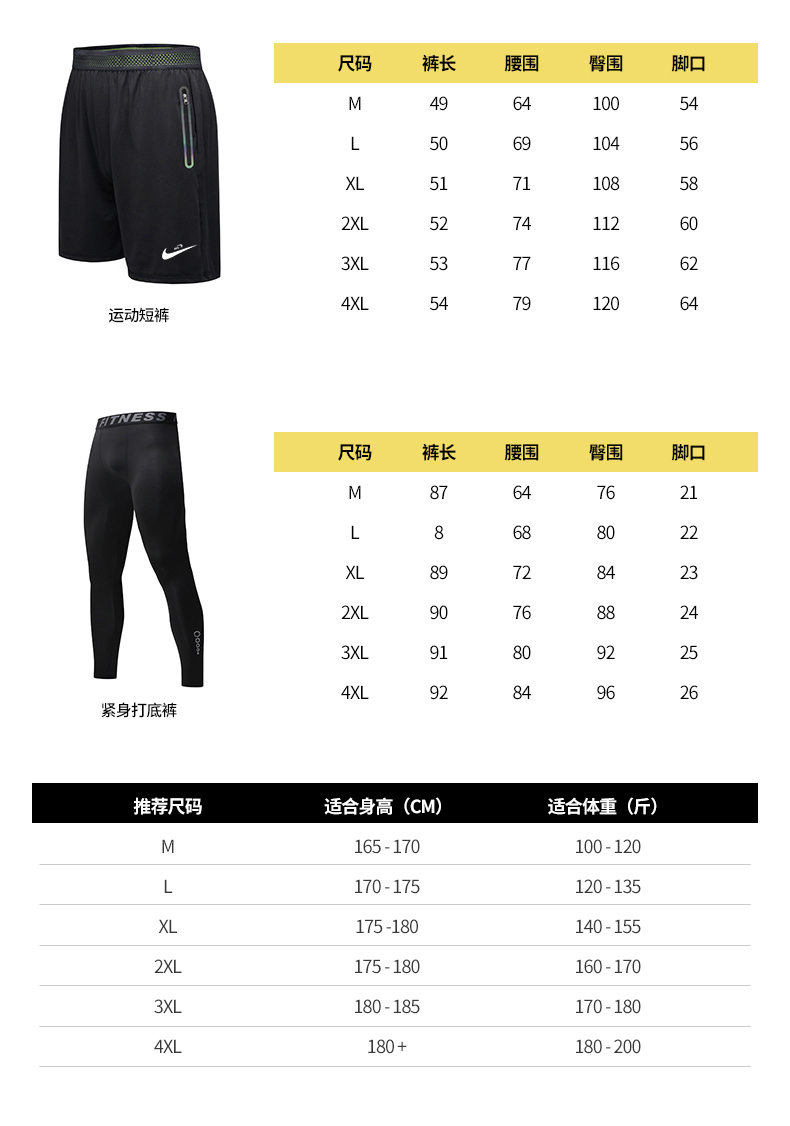 尺码 裤长 腰围 臀围 脚口
M 49 64 100 54
L 50 69 104 56
XL 51 71 108 58
2XL 52 74 112 60
3XL 53 77 116 62
4XL 54 79 120 64
运动短裤
FITNESS
尺码 裤长 腰围 臀围 脚口
M 87 64 76 21
L 8 68 80 22
XL 89 72 84 23
2XL 90 76 88 24
3XL 91 80 92 25
4XL 92 84 96 26
紧身打底裤
推荐尺码 适合身高（CM） 适合体重（斤）
M 165 - 170 100 - 120
L 170 - 175 120 - 135
XL 175 -180 140 - 155
2XL 175 - 180 160 - 170
3XL 180 - 185 170 - 180
4XL 180 + 180 - 200